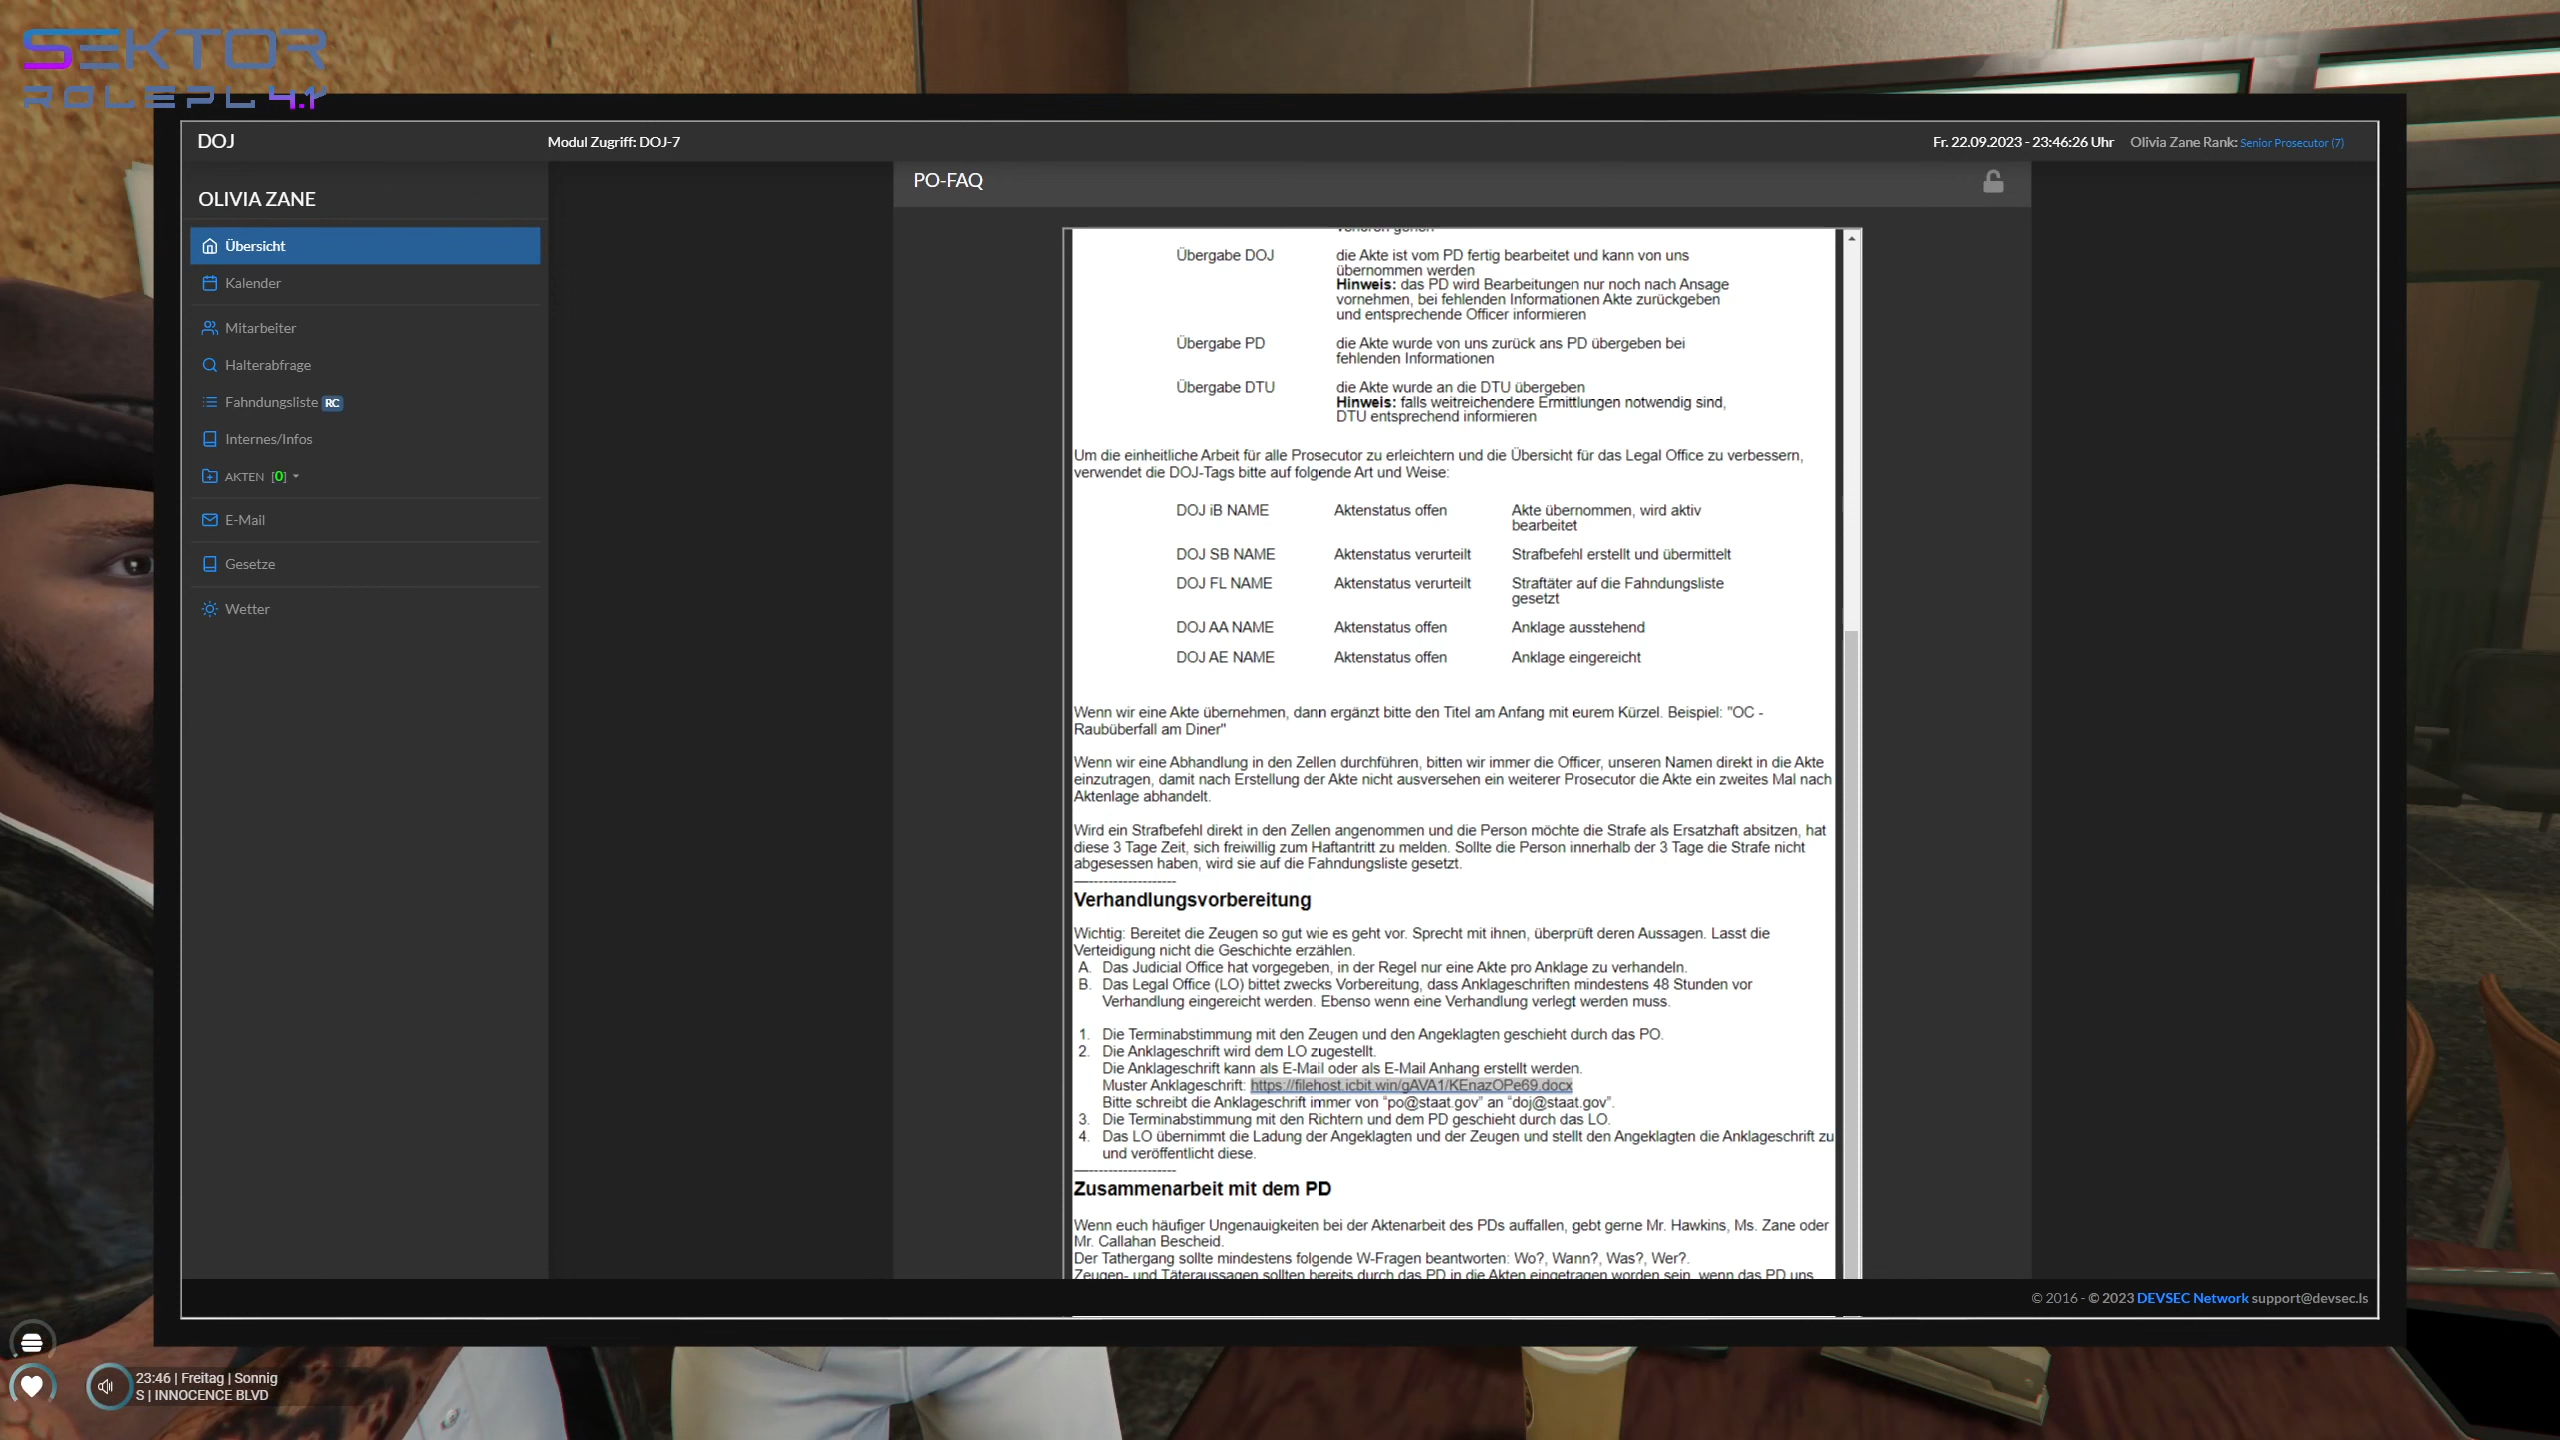 SEKTOR
ROLEPL4.Y
DOJ
Modul Zugriff: DOJ-7
Fr. 22.09.2023 - 23:46:26 Uhr Olivia Zane Rank: Senior Prosecutor (7)
OLIVIA ZANE
Übersicht
Kalender
Mitarbeiter
Halterabfrage
Fahndungsliste RC
Internes/Infos
AKTEN [0]
E-Mail
Gesetze
Wetter
PO-FAQ
Übergabe DOJ die Akte ist vom PD fertig bearbeitet und kann von uns
übernommen werden
Hinweis: das PD wird Bearbeitungen nur noch nach Ansage
vornehmen, bei fehlenden Informationen Akte zurückgeben
und entsprechende Officer informieren
Übergabe PD die Akte wurde von uns zurück ans PD übergeben bei
fehlenden Informationen
Übergabe DTU die Akte wurde an die DTU übergeben
Hinweis: falls weitreichendere Ermittlungen notwendig sind,
DTU entsprechend informieren
Um die einheitliche Arbeit für alle Prosecutor zu erleichtern und die Übersicht für das Legal Office zu verbessern,
verwendet die DOJ-Tags bitte auf folgende Art und Weise:
DOJ iB NAME Aktenstatus offen Akte übernommen, wird aktiv
bearbeitet
DOJ SB NAME Aktenstatus verurteilt Strafbefehl erstellt und übermittelt
DOJ FL NAME Aktenstatus verurteilt Straftäter auf die Fahndungsliste
gesetzt
DOJ AA NAME Aktenstatus offen Anklage ausstehend
DOJ AE NAME Aktenstatus offen Anklage eingereicht
Wenn wir eine Akte übernehmen, dann ergänzt bitte den Titel am Anfang mit eurem Kürzel. Beispiel: "OC -
Raubüberfall am Diner"
Wenn wir eine Abhandlung in den Zellen durchführen, bitten wir immer die Officer, unseren Namen direkt in die Akte
einzutragen, damit nach Erstellung der Akte nicht ausversehen ein weiterer Prosecutor die Akte ein zweites Mal nach
Aktenlage abhandelt.
Wird ein Strafbefehl direkt in den Zellen angenommen und die Person möchte die Strafe als Ersatzhaft absitzen, hat
diese 3 Tage Zeit, sich freiwillig zum Haftantritt zu melden. Sollte die Person innerhalb der 3 Tage die Strafe nicht
abgesessen haben, wird sie auf die Fahndungsliste gesetzt.
---------------------
Verhandlungsvorbereitung
Wichtig: Bereitet die Zeugen so gut wie es geht vor. Sprecht mit ihnen, überprüft deren Aussagen. Lasst die
Verteidigung nicht die Geschichte erzählen.
A. Das Judicial Office hat vorgegeben, in der Regel nur eine Akte pro Anklage zu verhandeln.
B. Das Legal Office (LO) bittet zwecks Vorbereitung, dass Anklageschriften mindestens 48 Stunden vor
Verhandlung eingereicht werden. Ebenso wenn eine Verhandlung verlegt werden muss.
1. Die Terminabstimmung mit den Zeugen und den Angeklagten geschieht durch das PO.
2. Die Anklageschrift wird dem LO zugestellt.
Die Anklageschrift kann als E-Mail oder als E-Mail Anhang erstellt werden.
Muster Anklageschrift: https://filehost.icbit.win/gAVA1/KEnazOPe69.docx
Bitte schreibt die Anklageschrift immer von “po@staat.gov” an “doj@staat.gov”.
3. Die Terminabstimmung mit den Richtern und dem PD geschieht durch das LO.
4. Das LO übernimmt die Ladung der Angeklagten und der Zeugen und stellt den Angeklagten die Anklageschrift zu
und veröffentlicht diese.
---------------------
Zusammenarbeit mit dem PD
Wenn euch häufiger Ungenauigkeiten bei der Aktenarbeit des PDs auffallen, gebt gerne Mr. Hawkins, Ms. Zane oder
Mr. Callahan Bescheid.
Der Tathergang sollte mindestens folgende W-Fragen beantworten: Wo?, Wann?, Was?, Wer?.
Zeugen- und Täteraussagen sollten bereits durch das PD in die Akten eingetragen worden sein, wenn das PD uns
© 2016 - © 2023 DEVSEC Network support@devsec.ls
23:46 | Freitag | Sonnig
S | INNOCENCE BLVD